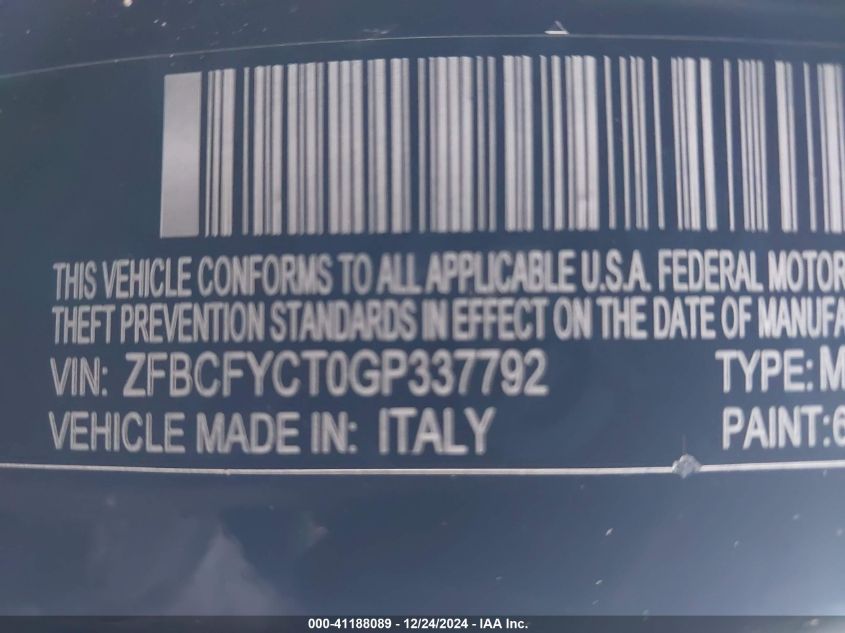 THIS VEHICLE CONFORMS TO ALL APPLICABLE U.S.A. FEDERAL MOTOR
THEFT PREVENTION STANDARDS IN EFFECT ON THE DATE OF MANUFA
VIN: ZFBCFYCT0GP337792 TYPE: M
VEHICLE MADE IN: ITALY PAINT: 6
000-41188089 - 12/24/2024 - IAA Inc.